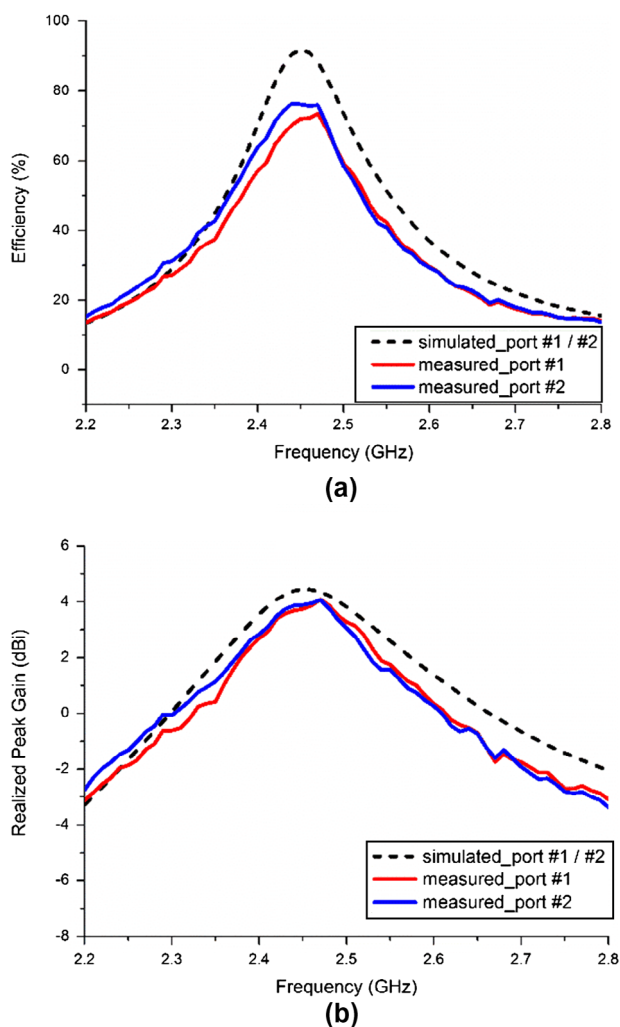 100
80
60
40
20
0
Efficiency (%)
simulated_port #1 / #2
measured_port #1
measured_port #2
2.2 2.3 2.4 2.5 2.6 2.7 2.8
Frequency (GHz)
(a)
6
4
2
0
-2
-4
-6
-8
Realized Peak Gain (dBi)
simulated_port #1 / #2
measured_port #1
measured_port #2
2.2 2.3 2.4 2.5 2.6 2.7 2.8
Frequency (GHz)
(b)